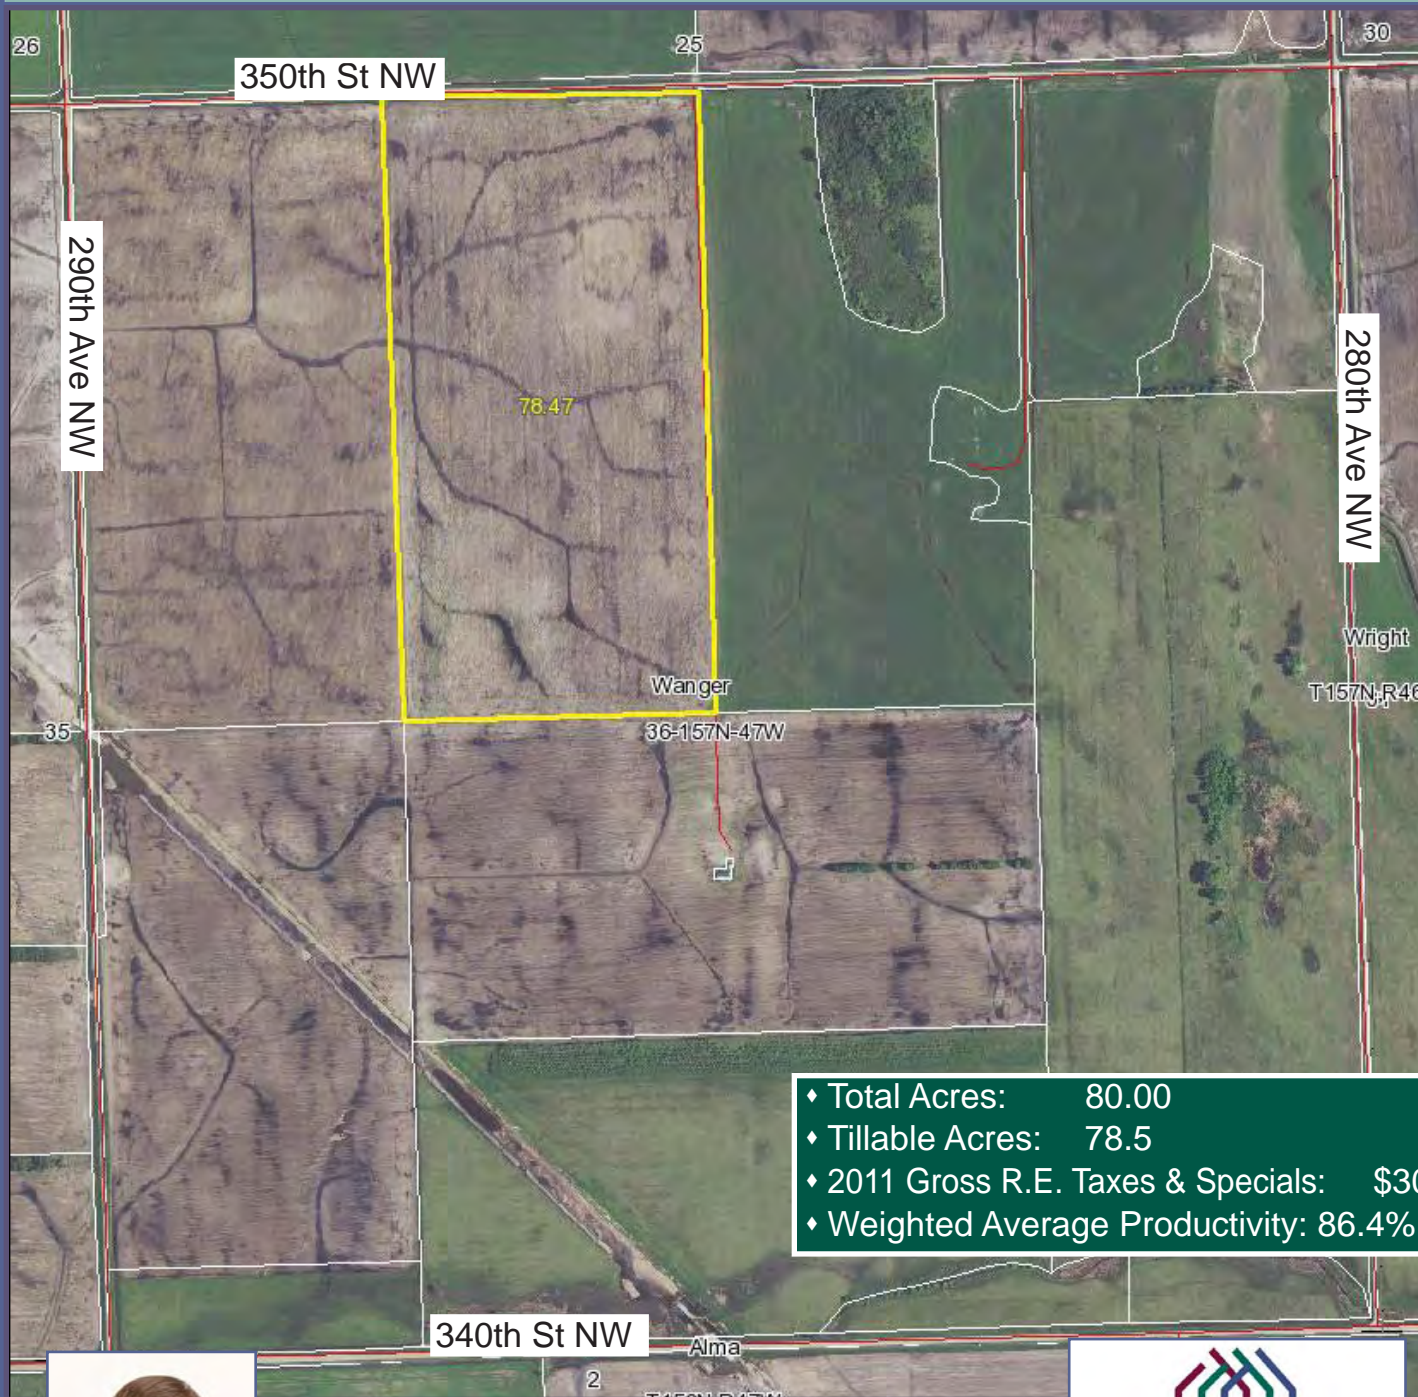 26
25
30
350th St NW
290th Ave NW
280th Ave NW
78.47
Wright
Wanger
35
36-157N-47W
♦ Total Acres: 80.00
♦ Tillable Acres: 78.5
♦ 2011 Gross R.E. Taxes & Specials:
♦ Weighted Average Productivity: 86.4%
340th St NW
Alma
2